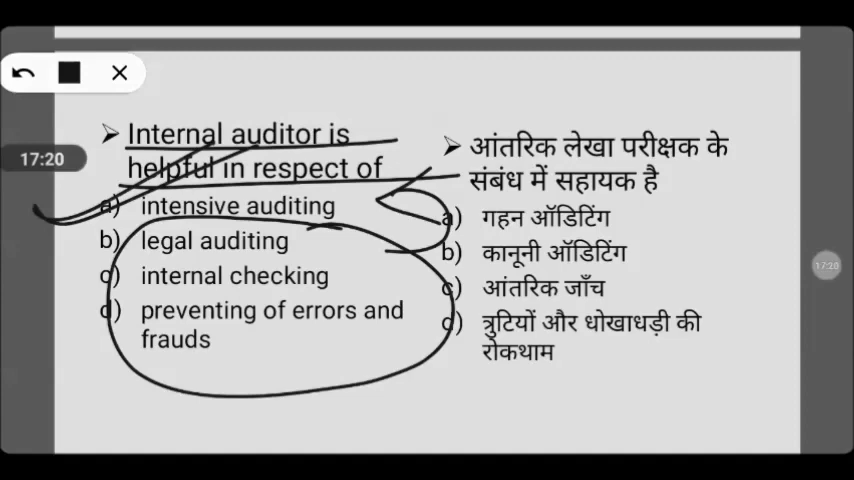 17:20
➢ Internal auditor is
helpful in respect of
a) intensive auditing
b) legal auditing
c) internal checking
d) preventing of errors and
frauds
➢ आंतरिक लेखा परीक्षक के
संबंध में सहायक है
a) गहन ऑडिटिंग
b) कानूनी ऑडिटिंग
c) आंतरिक जाँच
d) त्रुटियों और धोखाधड़ी की
रोकथाम
17:20